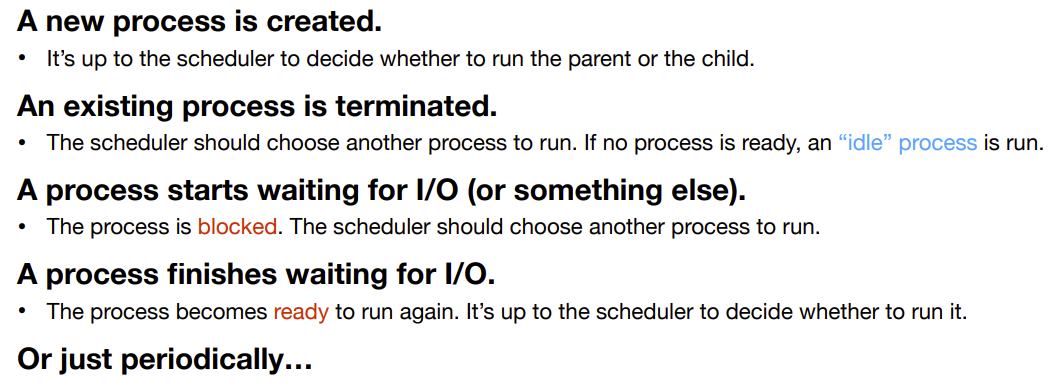 A new process is created.
• It’s up to the scheduler to decide whether to run the parent or the child.
An existing process is terminated.
• The scheduler should choose another process to run. If no process is ready, an “idle” process is run.
A process starts waiting for I/O (or something else).
• The process is blocked. The scheduler should choose another process to run.
A process finishes waiting for I/O.
• The process becomes ready to run again. It’s up to the scheduler to decide whether to run it.
Or just periodically…